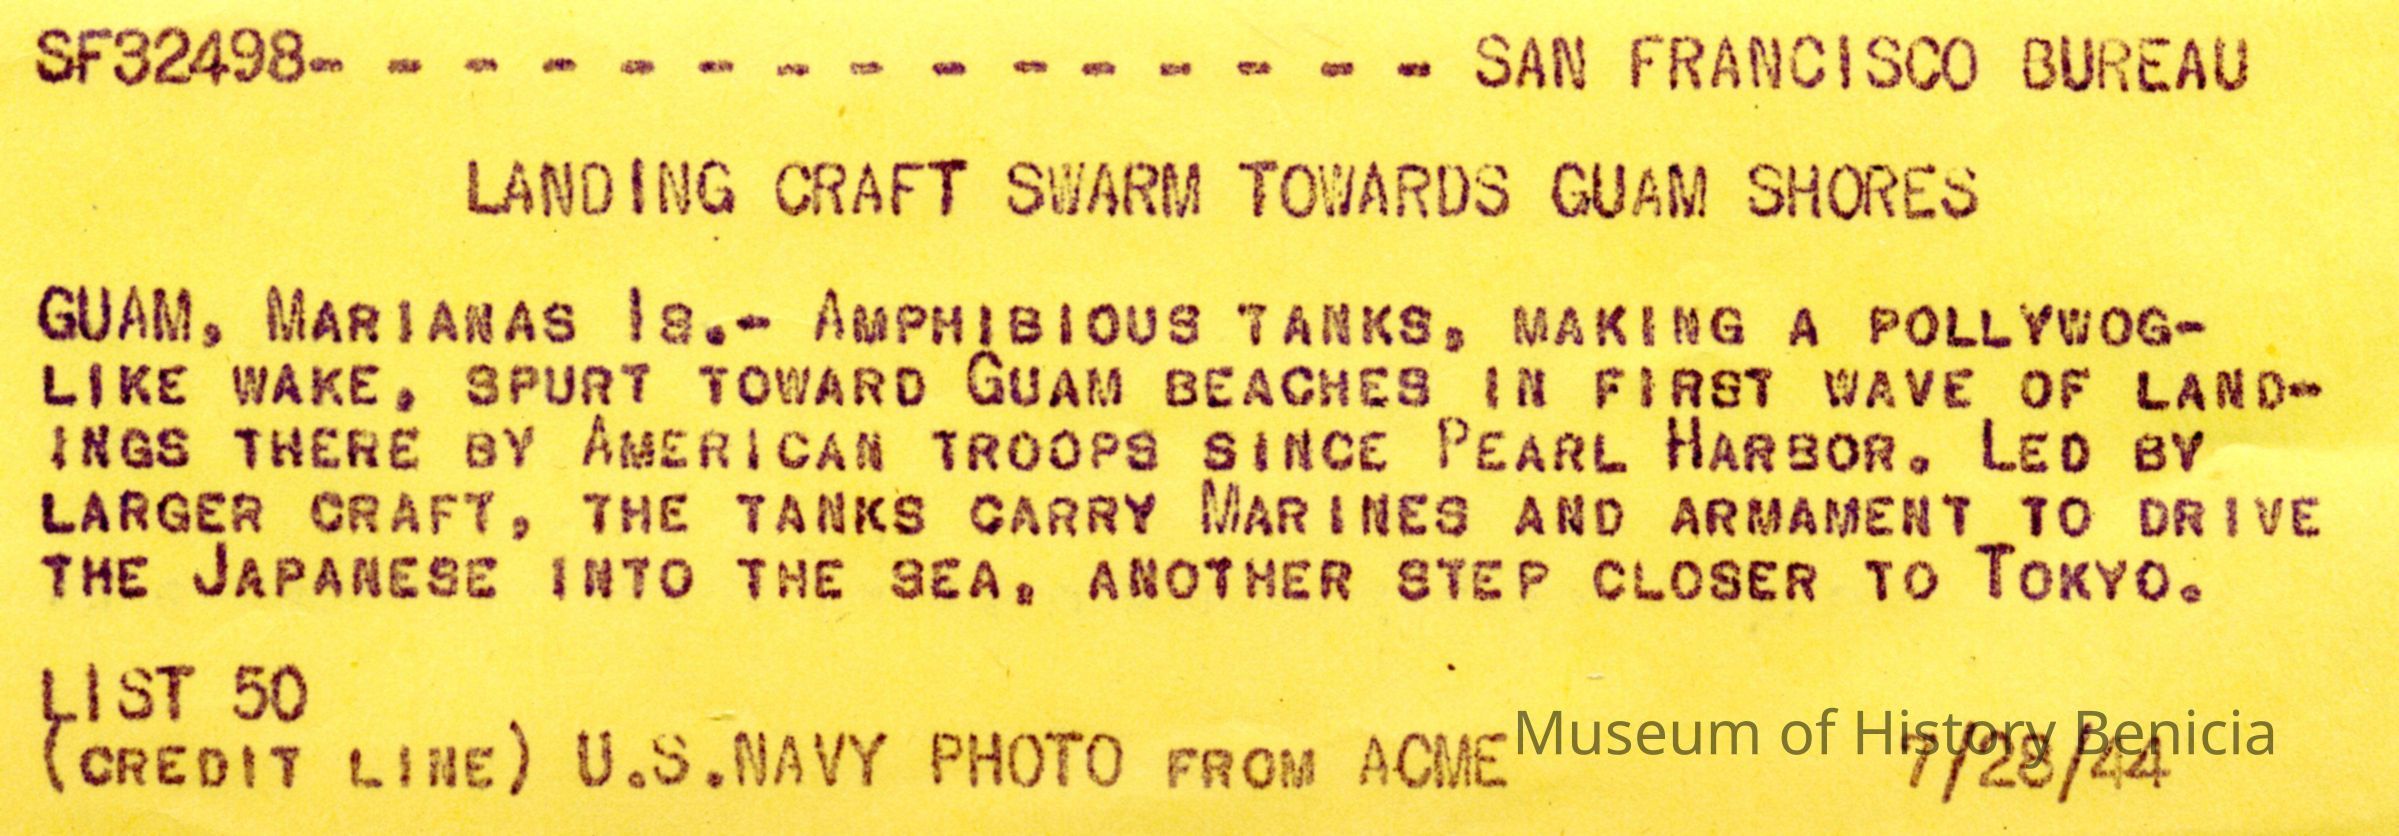 SF32498- - - - - - - - - - - - - - - SAN FRANCISCO BUREAU
LANDING CRAFT SWARM TOWARDS GUAM SHORES
GUAM, MARIANAS IS.- AMPHIBIOUS TANKS, MAKING A POLLYWOG-
LIKE WAKE, SPURT TOWARD GUAM BEACHES IN FIRST WAVE OF LAND-
INGS THERE BY AMERICAN TROOPS SINCE PEARL HARBOR. LED BY
LARGER CRAFT, THE TANKS CARRY MARINES AND ARMAMENT TO DRIVE
THE JAPANESE INTO THE SEA, ANOTHER STEP CLOSER TO TOKYO.
LIST 50
(CREDIT LINE) U.S.NAVY PHOTO FROM ACME 7/28/44
Museum of History Benicia